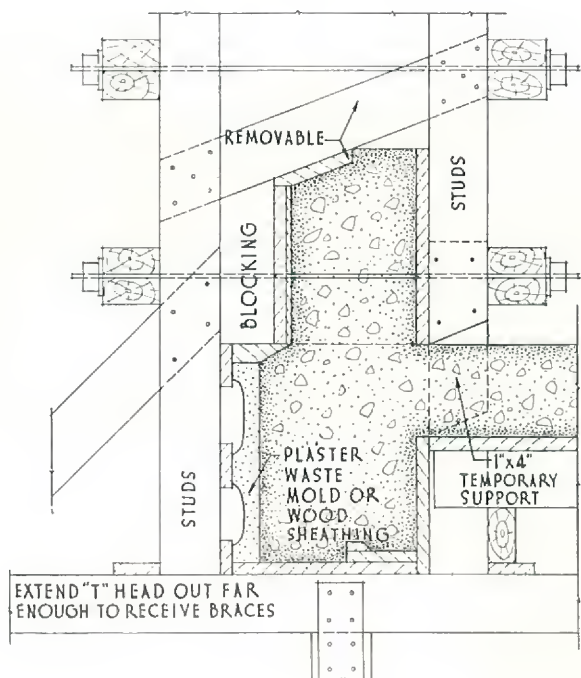 REMOVABLE
STUDS
BLOCKING
STUDS
PLASTER
WASTE
MOLD OR
WOOD
SHEATHING
1"x4"
TEMPORARY
SUPPORT
EXTEND "T" HEAD OUT FAR
ENOUGH TO RECEIVE BRACES